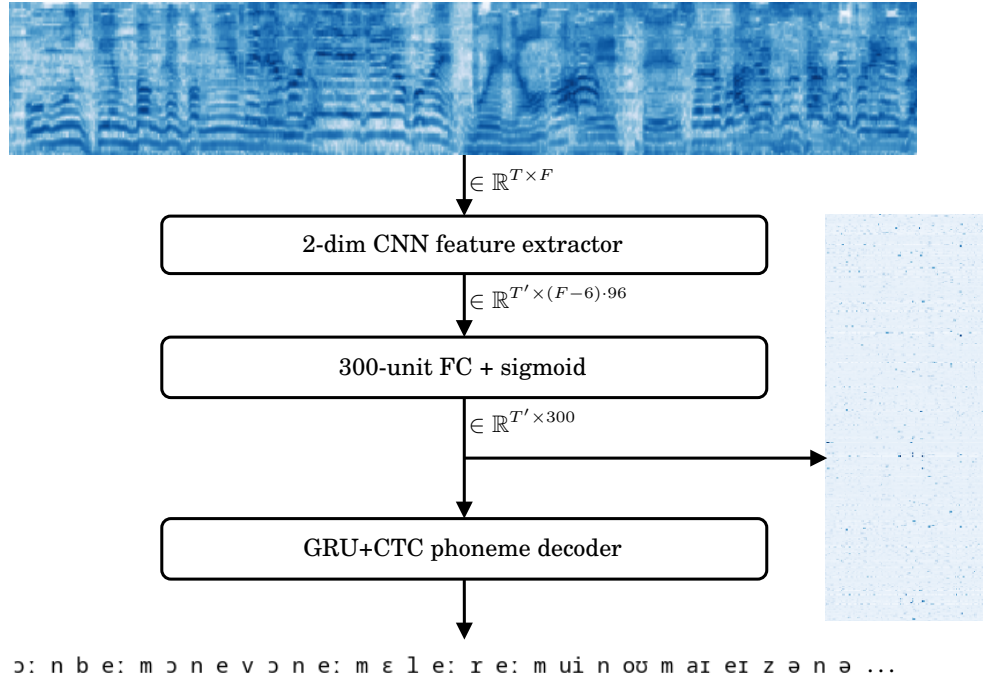 ∈ ℝ^{T×F}
2-dim CNN feature extractor
∈ ℝ^{T′×(F−6)·96}
300-unit FC + sigmoid
∈ ℝ^{T′×300}
GRU+CTC phoneme decoder
ɔː n b eː m ɔ n e v ɔ n eː m ɛ l eː r eː m ui n oʊ m aɪ eɪ z ə n ə ...